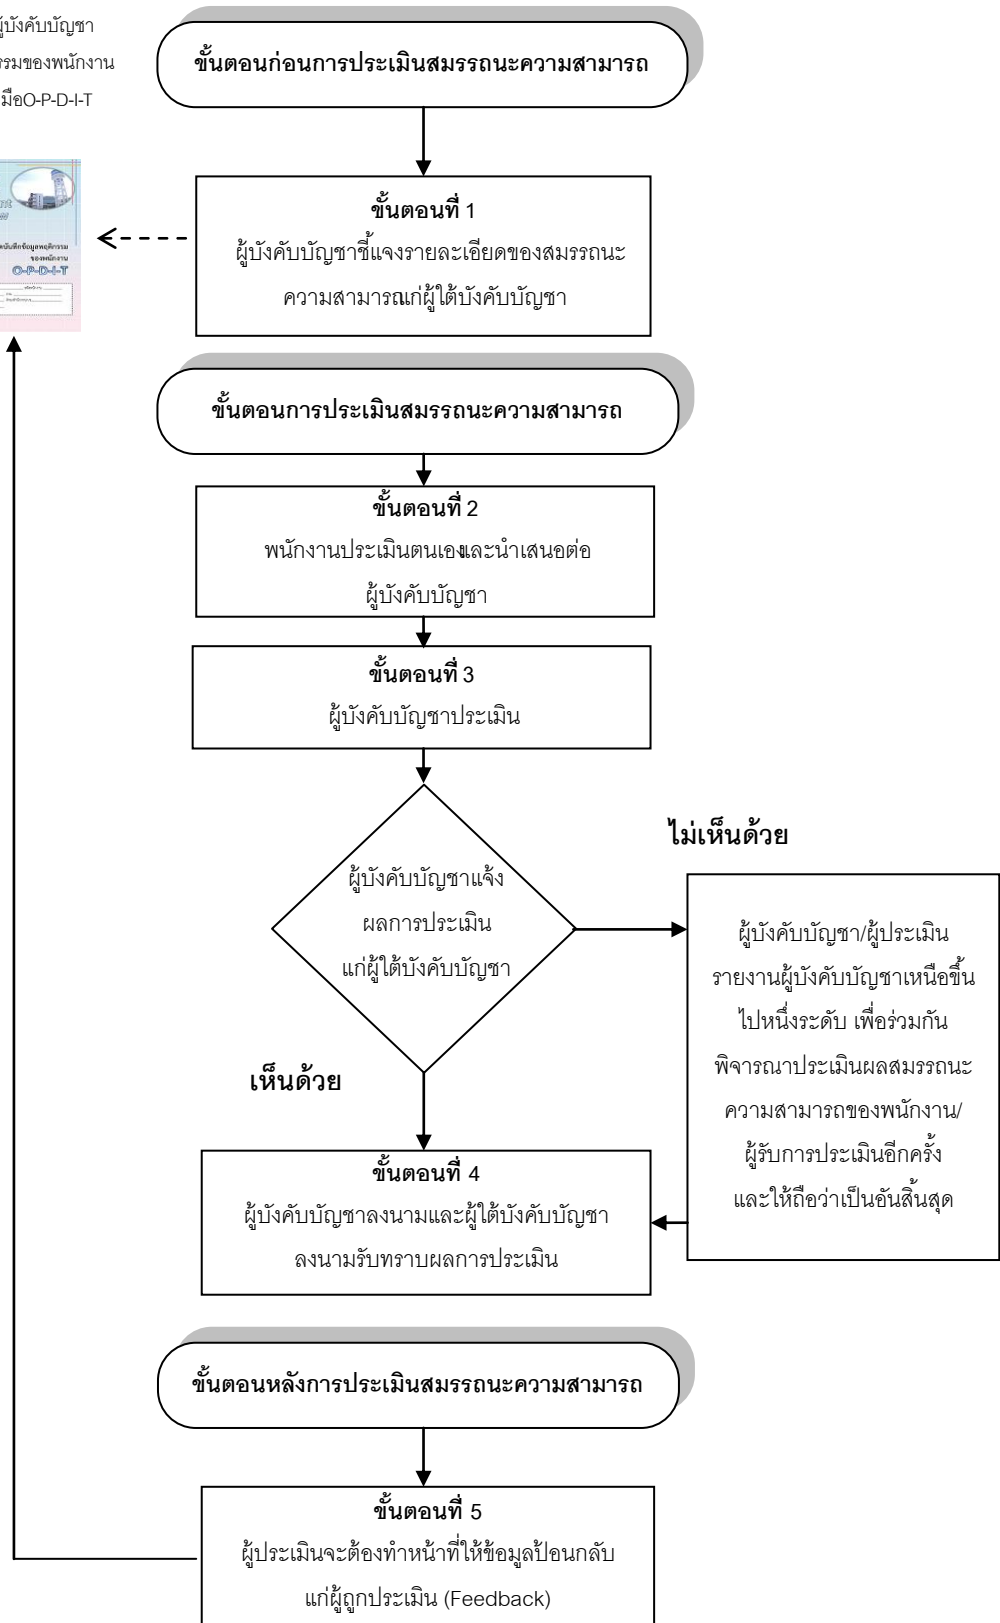 ผู้บังคับบัญชา
ของพนักงาน
O-P-D-I-T
ขั้นตอนก่อนการประเมินสมรรถนะความสามารถ
บันทึกข้อมูลพฤติกรรม
ของพนักงาน
O-P-D-I-T
ขั้นตอนที่ 1
ผู้บังคับบัญชาชี้แจงรายละเอียดของสมรรถนะ
ความสามารถแก่ผู้ใต้บังคับบัญชา
ขั้นตอนการประเมินสมรรถนะความสามารถ
ขั้นตอนที่ 2
พนักงานประเมินตนเองและนำเสนอต่อ
ผู้บังคับบัญชา
ขั้นตอนที่ 3
ผู้บังคับบัญชาประเมิน
ผู้บังคับบัญชาแจ้ง
ผลการประเมิน
แก่ผู้ใต้บังคับบัญชา
ไม่เห็นด้วย
ผู้บังคับบัญชา/ผู้ประเมิน
รายงานผู้บังคับบัญชาเหนือขึ้น
ไปหนึ่งระดับ เพื่อร่วมกัน
พิจารณาประเมินผลสมรรถนะ
ความสามารถของพนักงาน/
ผู้รับการประเมินอีกครั้ง
และให้ถือว่าเป็นอันสิ้นสุด
เห็นด้วย
ขั้นตอนที่ 4
ผู้บังคับบัญชาลงนามและผู้ใต้บังคับบัญชา
ลงนามรับทราบผลการประเมิน
ขั้นตอนหลังการประเมินสมรรถนะความสามารถ
ขั้นตอนที่ 5
ผู้ประเมินจะต้องทำหน้าที่ให้ข้อมูลป้อนกลับ
แก่ผู้ถูกประเมิน (Feedback)